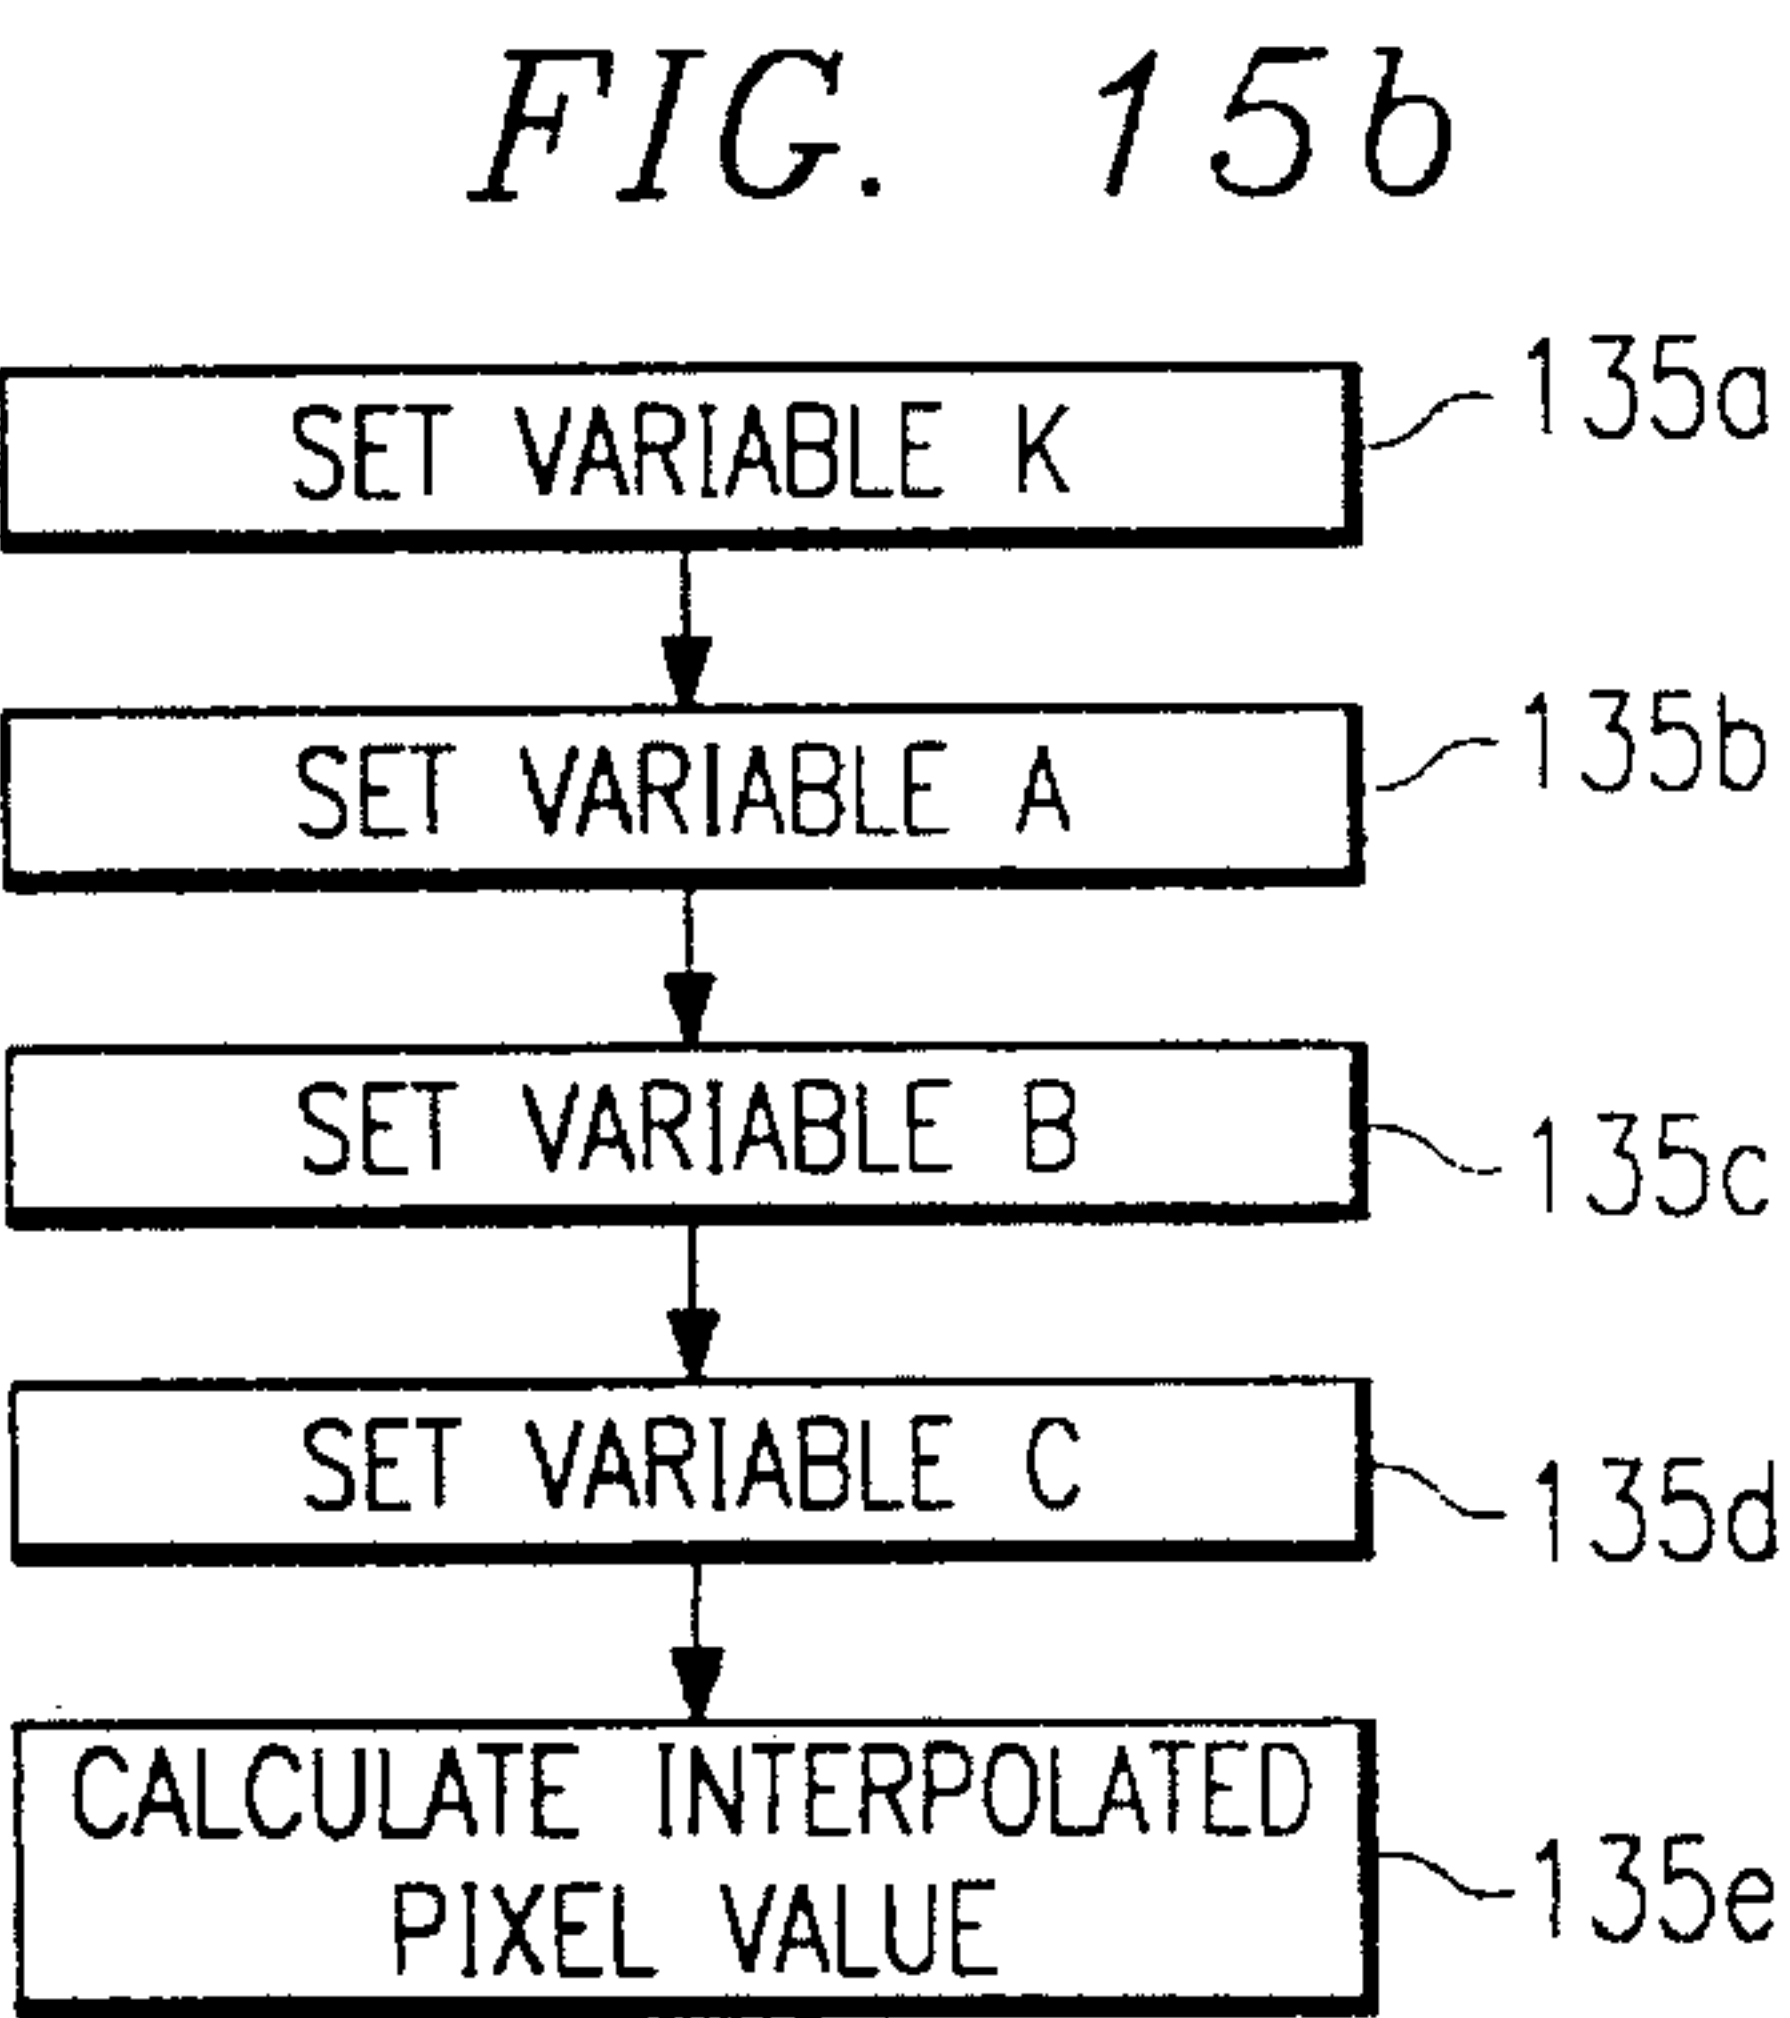 FIG. 15b
SET VARIABLE K
135a
SET VARIABLE A
135b
SET VARIABLE B
135c
SET VARIABLE C
135d
CALCULATE INTERPOLATED
PIXEL VALUE
135e